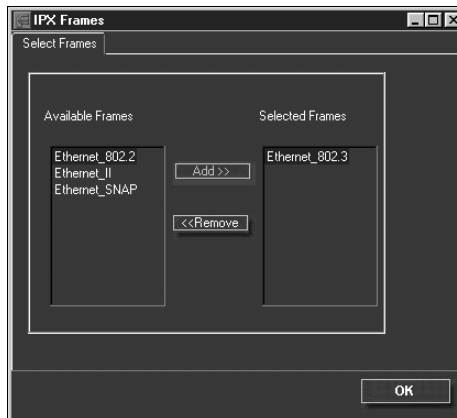 IPX Frames
Select Frames
Available Frames
Selected Frames
Ethernet_802.2
Ethernet_II
Ethernet_SNAP
Add >>
<<Remove
Ethernet_802.3
OK